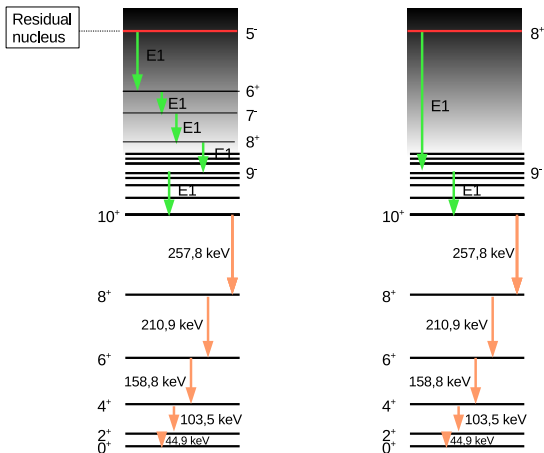 Residual
nucleus
5⁻
E1
6⁺
E1
7⁻
E1
8⁺
E1
9⁻
E1
10⁺
257,8 keV
8⁺
210,9 keV
6⁺
158,8 keV
4⁺
103,5 keV
2⁺
44,9 keV
0⁺
8⁺
E1
9⁻
E1
10⁺
257,8 keV
8⁺
210,9 keV
6⁺
158,8 keV
4⁺
103,5 keV
2⁺
44,9 keV
0⁺